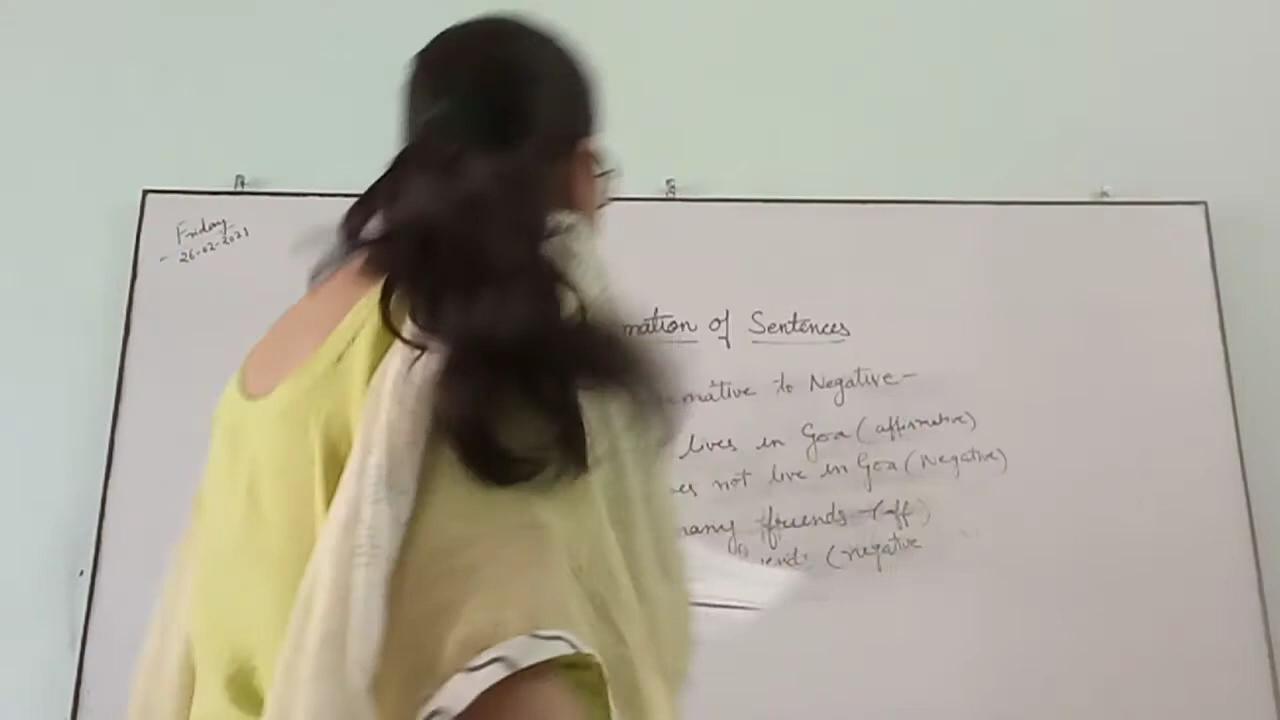 Friday
26-02-2021
mation of Sentences
mative to Negative -
lives in Goa (affirmative)
es not live in Goa (Negative)
many friends (aff)
iends (negative